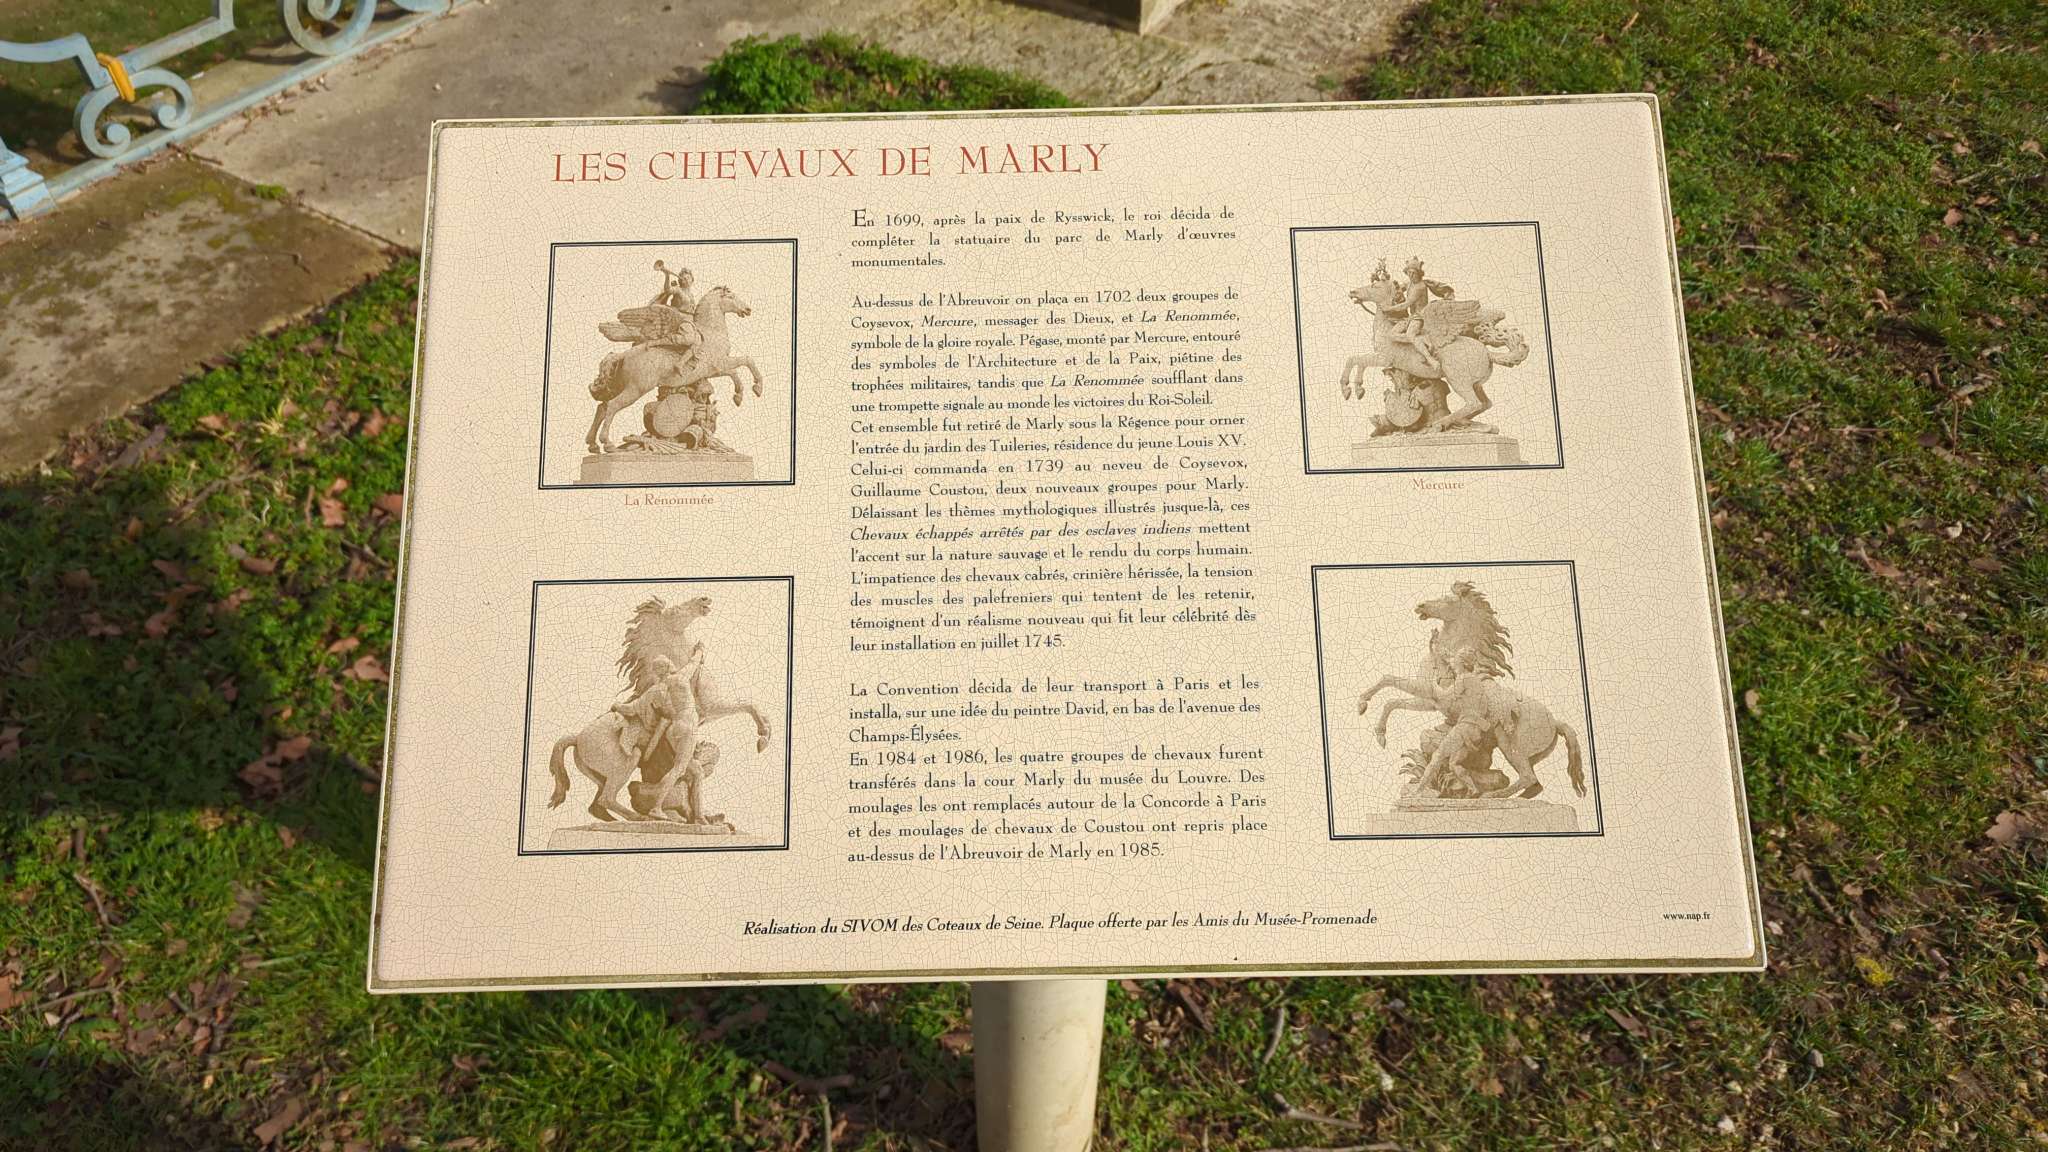 LES CHEVAUX DE MARLY
En 1699, après la paix de Rysswick, le roi décida de
compléter la statuaire du parc de Marly d'œuvres
monumentales.
Au-dessus de l'Abreuvoir on plaça en 1702 deux groupes de
Coysevox, Mercure, messager des Dieux, et La Renommée,
symbole de la gloire royale. Pégase, monté par Mercure, entouré
des symboles de l'Architecture et de la Paix, piétine des
trophées militaires, tandis que La Renommée soufflant dans
une trompette signale au monde les victoires du Roi-Soleil.
Cet ensemble fut retiré de Marly sous la Régence pour orner
l'entrée du jardin des Tuileries, résidence du jeune Louis XV.
Celui-ci commanda en 1739 au neveu de Coysevox,
Guillaume Coustou, deux nouveaux groupes pour Marly.
Délaissant les thèmes mythologiques illustrés jusque-là, ces
Chevaux échappés arrêtés par des esclaves indiens mettent
l'accent sur la nature sauvage et le rendu du corps humain.
L'impatience des chevaux cabrés, crinière hérissée, la tension
des muscles des palefreniers qui tentent de les retenir,
témoignent d'un réalisme nouveau qui fit leur célébrité dès
leur installation en juillet 1745.
La Convention décida de leur transport à Paris et les
installa, sur une idée du peintre David, en bas de l'avenue des
Champs-Élysées.
En 1984 et 1986, les quatre groupes de chevaux furent
transférés dans la cour Marly du musée du Louvre. Des
moulages les ont remplacés autour de la Concorde à Paris
et des moulages de chevaux de Coustou ont repris place
au-dessus de l'Abreuvoir de Marly en 1985.
La Renommée
Mercure
Réalisation du SIVOM des Coteaux de Seine. Plaque offerte par les Amis du Musée-Promenade
www.nap.fr